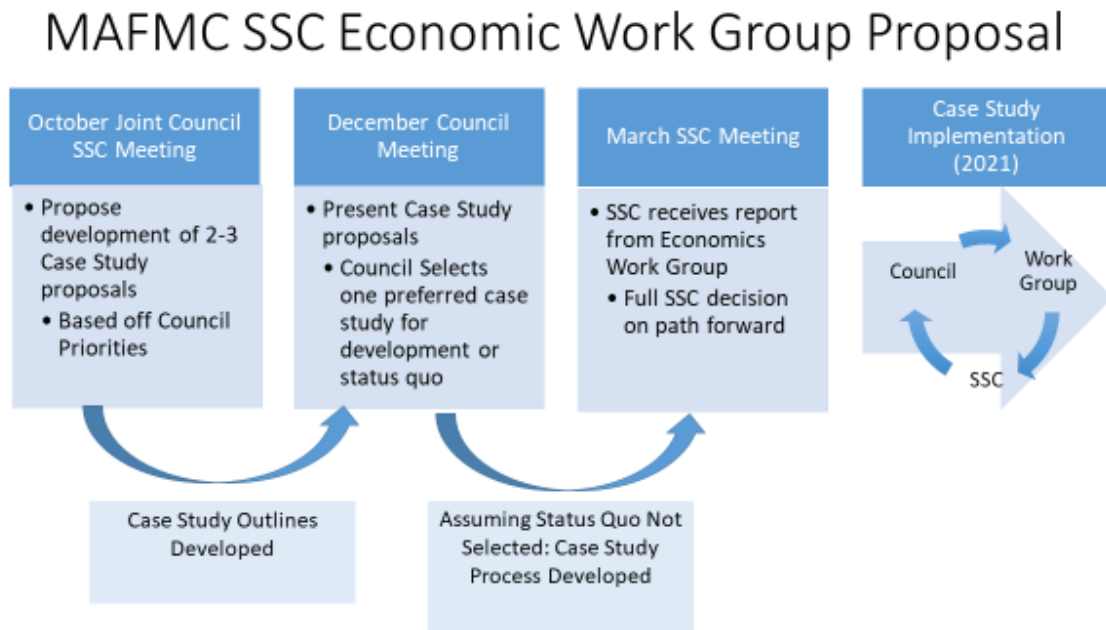 MAFMC SSC Economic Work Group Proposal
October Joint Council
SSC Meeting
• Propose
development of 2-3
Case Study
proposals
• Based off Council
Priorities
December Council
Meeting
• Present Case Study
proposals
• Council Selects
one preferred case
study for
development or
status quo
March SSC Meeting
• SSC receives report
from Economics
Work Group
• Full SSC decision
on path forward
Case Study
Implementation
(2021)
Council
Work
Group
SSC
Case Study Outlines
Developed
Assuming Status Quo Not
Selected: Case Study
Process Developed